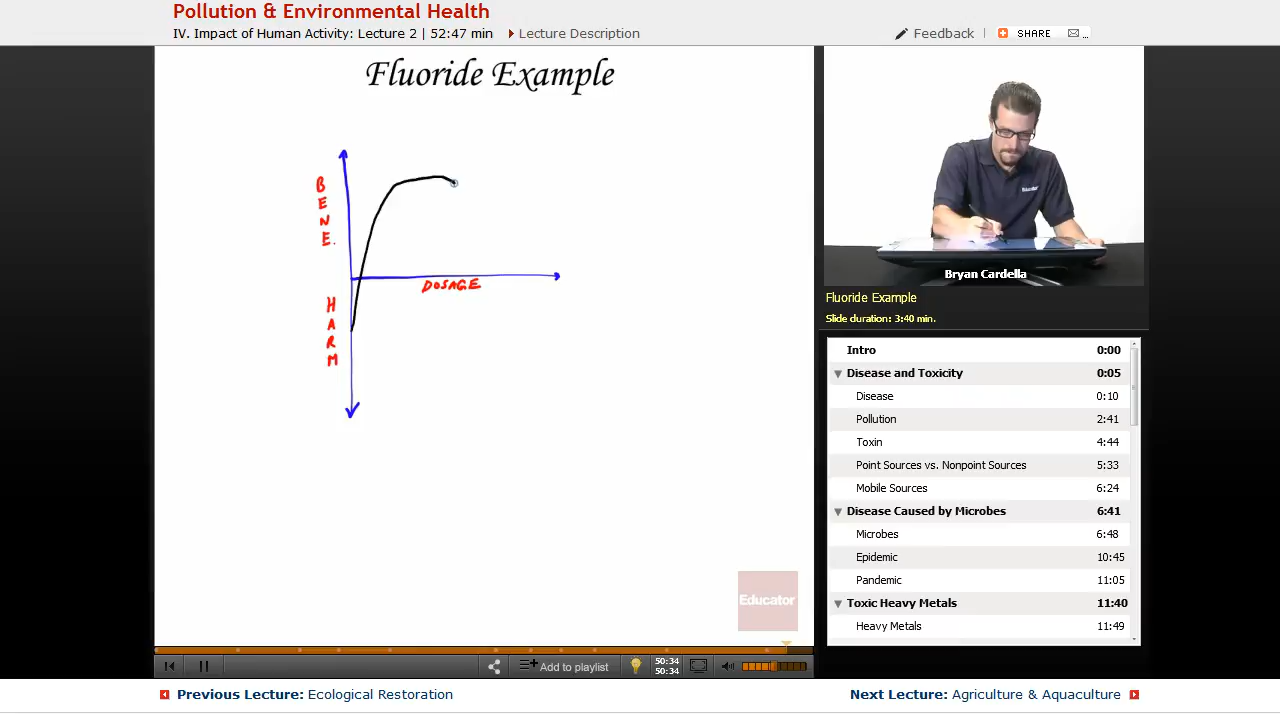 Pollution & Environmental Health
IV. Impact of Human Activity: Lecture 2 | 52:47 min
Lecture Description
Feedback
SHARE
Fluoride Example
BENE.
HARM
DOSAGE
Educator
Educator
Bryan Cardella
Fluoride Example
Slide duration: 3:40 min.
Intro 0:00
Disease and Toxicity 0:05
Disease 0:10
Pollution 2:41
Toxin 4:44
Point Sources vs. Nonpoint Sources 5:33
Mobile Sources 6:24
Disease Caused by Microbes 6:41
Microbes 6:48
Epidemic 10:45
Pandemic 11:05
Toxic Heavy Metals 11:40
Heavy Metals 11:49
Add to playlist
50:34
50:34
Previous Lecture: Ecological Restoration
Next Lecture: Agriculture & Aquaculture